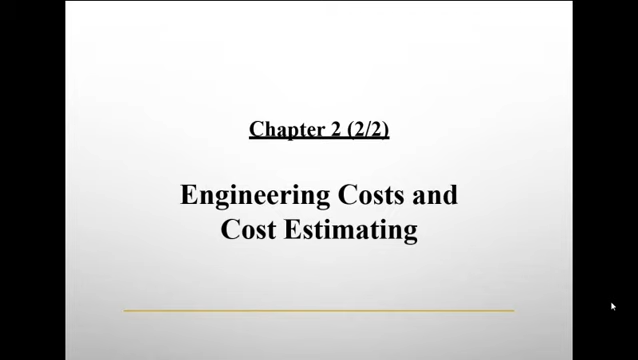 Chapter 2 (2/2)
Engineering Costs and
Cost Estimating